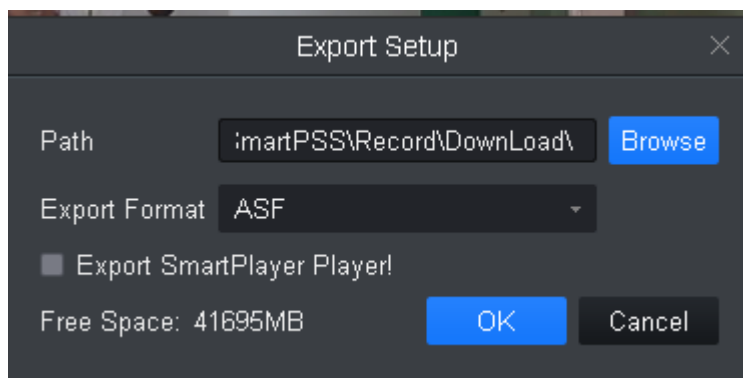 Export Setup
Path
martPSS\Record\DownLoad\
Browse
Export Format
ASF
Export SmartPlayer Player!
Free Space: 41695MB
OK
Cancel